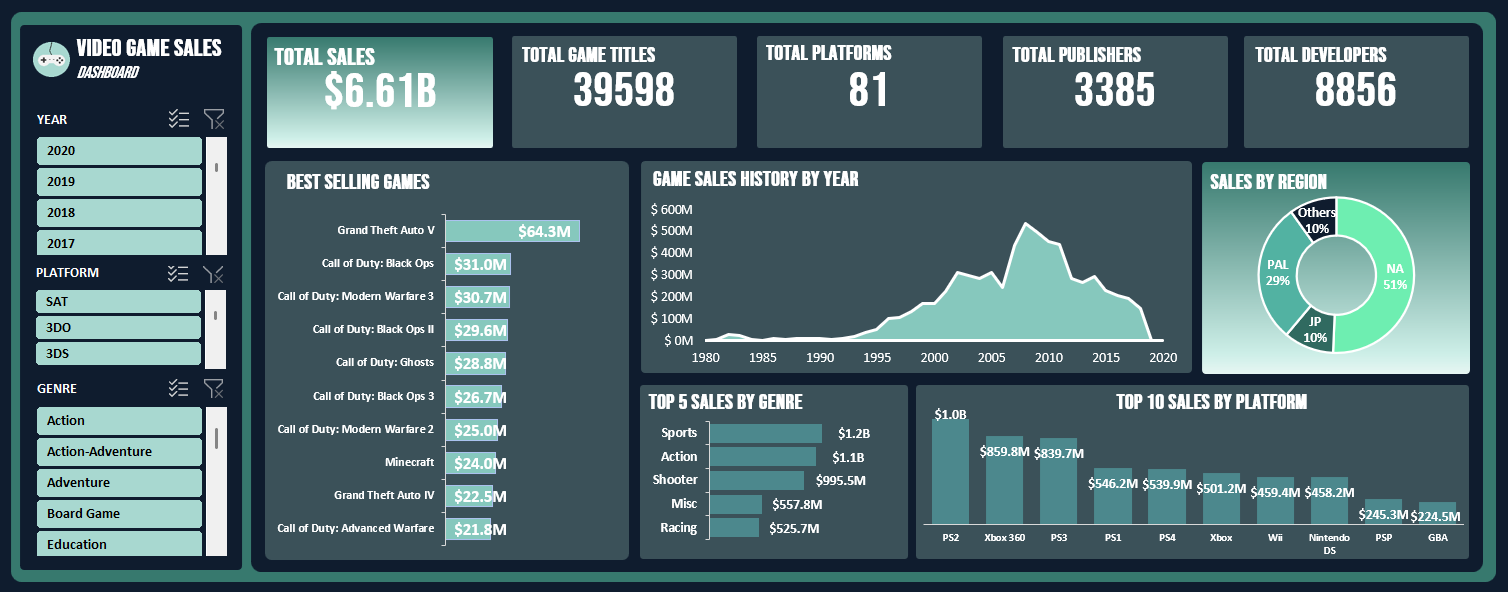 VIDEO GAME SALES
DASHBOARD
YEAR
2020
2019
2018
2017
PLATFORM
SAT
3DO
3DS
GENRE
Action
Action-Adventure
Adventure
Board Game
Education
TOTAL SALES
$6.61B
TOTAL GAME TITLES
39598
TOTAL PLATFORMS
81
TOTAL PUBLISHERS
3385
TOTAL DEVELOPERS
8856
BEST SELLING GAMES
Grand Theft Auto V $64.3M
Call of Duty: Black Ops $31.0M
Call of Duty: Modern Warfare 3 $30.7M
Call of Duty: Black Ops II $29.6M
Call of Duty: Ghosts $28.8M
Call of Duty: Black Ops 3 $26.7M
Call of Duty: Modern Warfare 2 $25.0M
Minecraft $24.0M
Grand Theft Auto IV $22.5M
Call of Duty: Advanced Warfare $21.8M
GAME SALES HISTORY BY YEAR
$ 600M
$ 500M
$ 400M
$ 300M
$ 200M
$ 100M
$ 0M
1980 1985 1990 1995 2000 2005 2010 2015 2020
SALES BY REGION
Others
10%
PAL
29%
NA
51%
JP
10%
TOP 5 SALES BY GENRE
Sports $1.2B
Action $1.1B
Shooter $995.5M
Misc $557.8M
Racing $525.7M
TOP 10 SALES BY PLATFORM
$1.0B $859.8M $839.7M $546.2M $539.9M $501.2M $459.4M $458.2M $245.3M $224.5M
PS2 Xbox 360 PS3 PS1 PS4 Xbox Wii Nintendo PSP GBA
DS